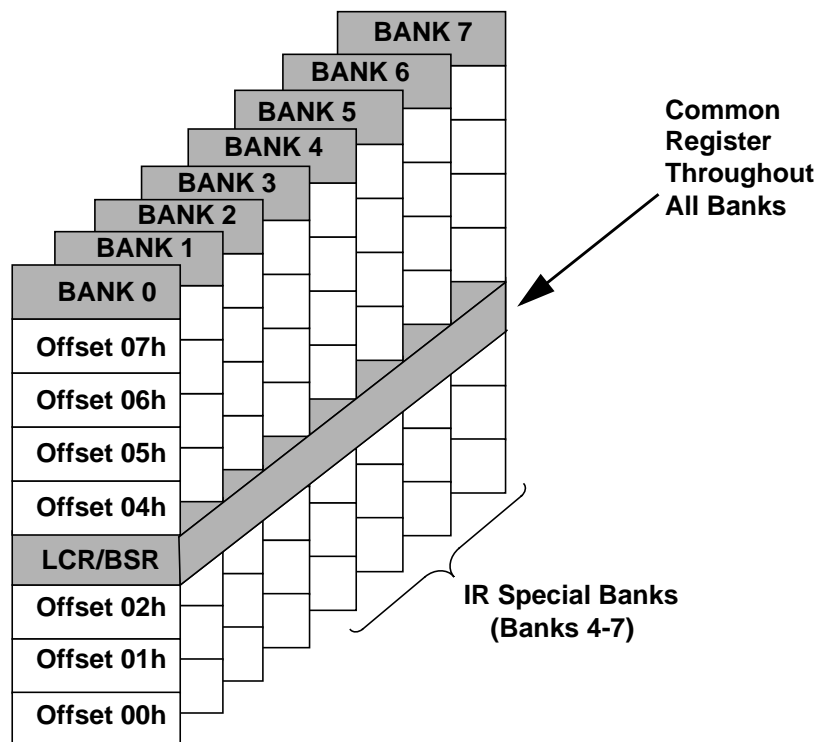 BANK 7
BANK 6
BANK 5
BANK 4
BANK 3
BANK 2
BANK 1
BANK 0
Offset 07h
Offset 06h
Offset 05h
Offset 04h
LCR/BSR
Offset 02h
Offset 01h
Offset 00h
Common
Register
Throughout
All Banks
IR Special Banks
(Banks 4-7)